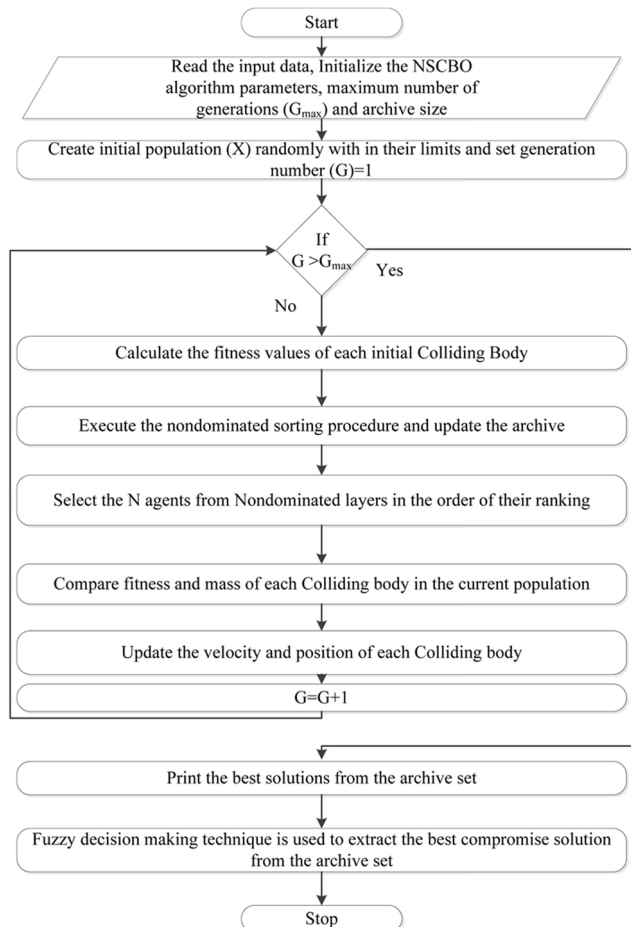 Start
Read the input data, Initialize the NSCBO
algorithm parameters, maximum number of
generations (Gmax) and archive size
Create initial population (X) randomly with in their limits and set generation
number (G)=1
If
G >Gmax
Yes
No
Calculate the fitness values of each initial Colliding Body
Execute the nondominated sorting procedure and update the archive
Select the N agents from Nondominated layers in the order of their ranking
Compare fitness and mass of each Colliding body in the current population
Update the velocity and position of each Colliding body
G=G+1
Print the best solutions from the archive set
Fuzzy decision making technique is used to extract the best compromise solution
from the archive set
Stop